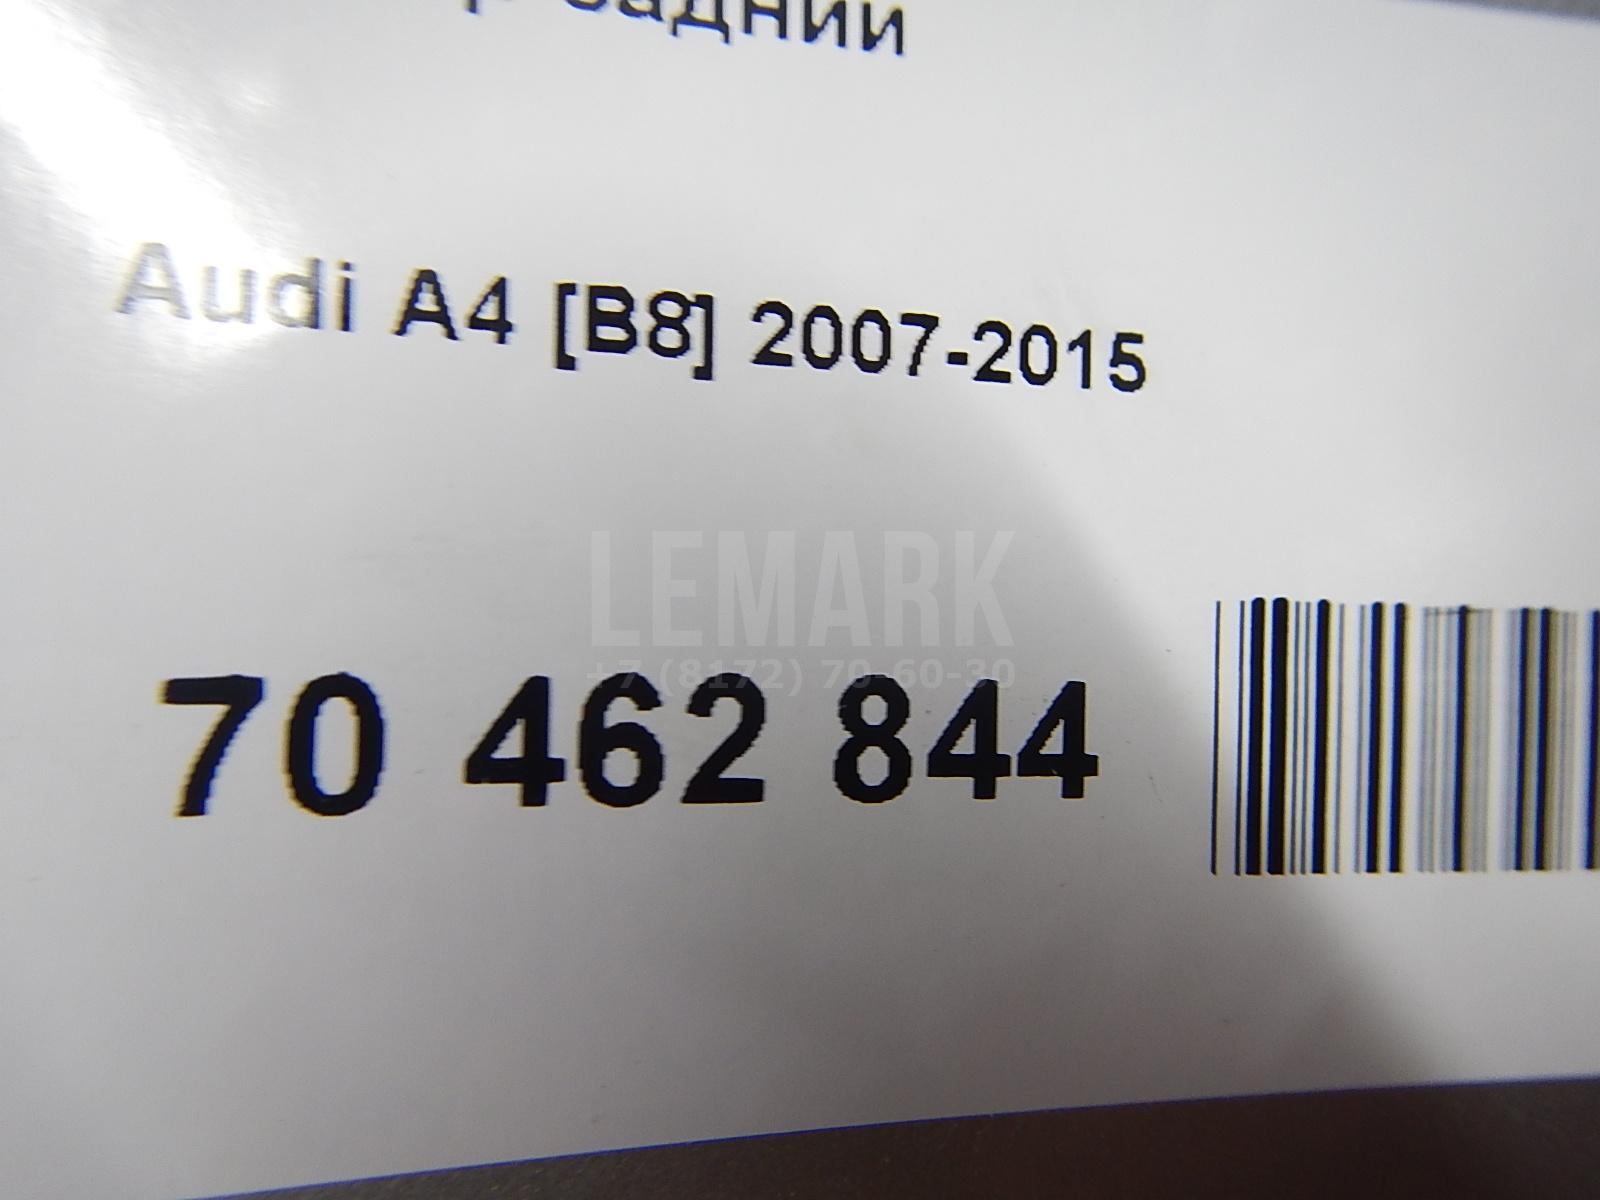 задний
Audi A4 [B8] 2007-2015
LEMARK
+7 (8172) 70-60-30
70 462 844